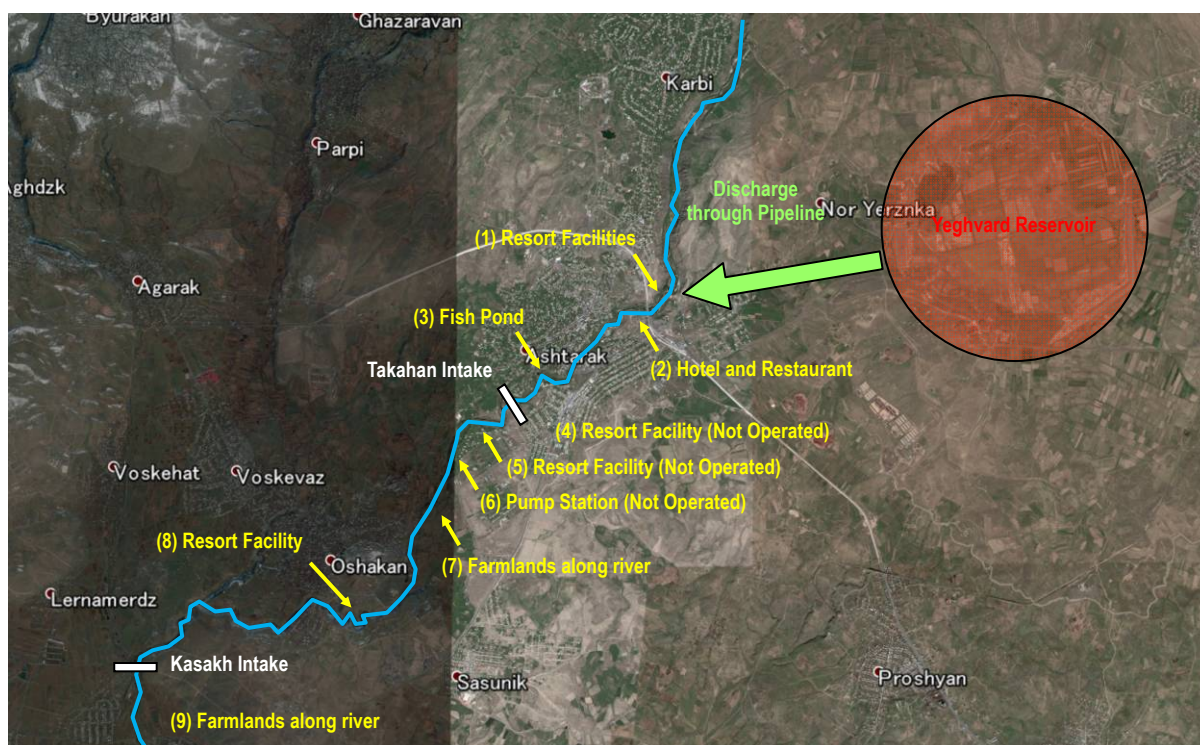 Byurakan
Ghazaravan
Karbi
Parpi
Aghdzk
Discharge
through Pipeline
Nor Yerznka
Yeghvard Reservoir
(1) Resort Facilities
Agarak
(3) Fish Pond
Ashtarak
Takahan Intake
(2) Hotel and Restaurant
(4) Resort Facility (Not Operated)
Voskehat
Voskevaz
(5) Resort Facility (Not Operated)
(6) Pump Station (Not Operated)
(8) Resort Facility
Oshakan
(7) Farmlands along river
Lernamerdz
Kasakh Intake
Sasunik
Proshyan
(9) Farmlands along river